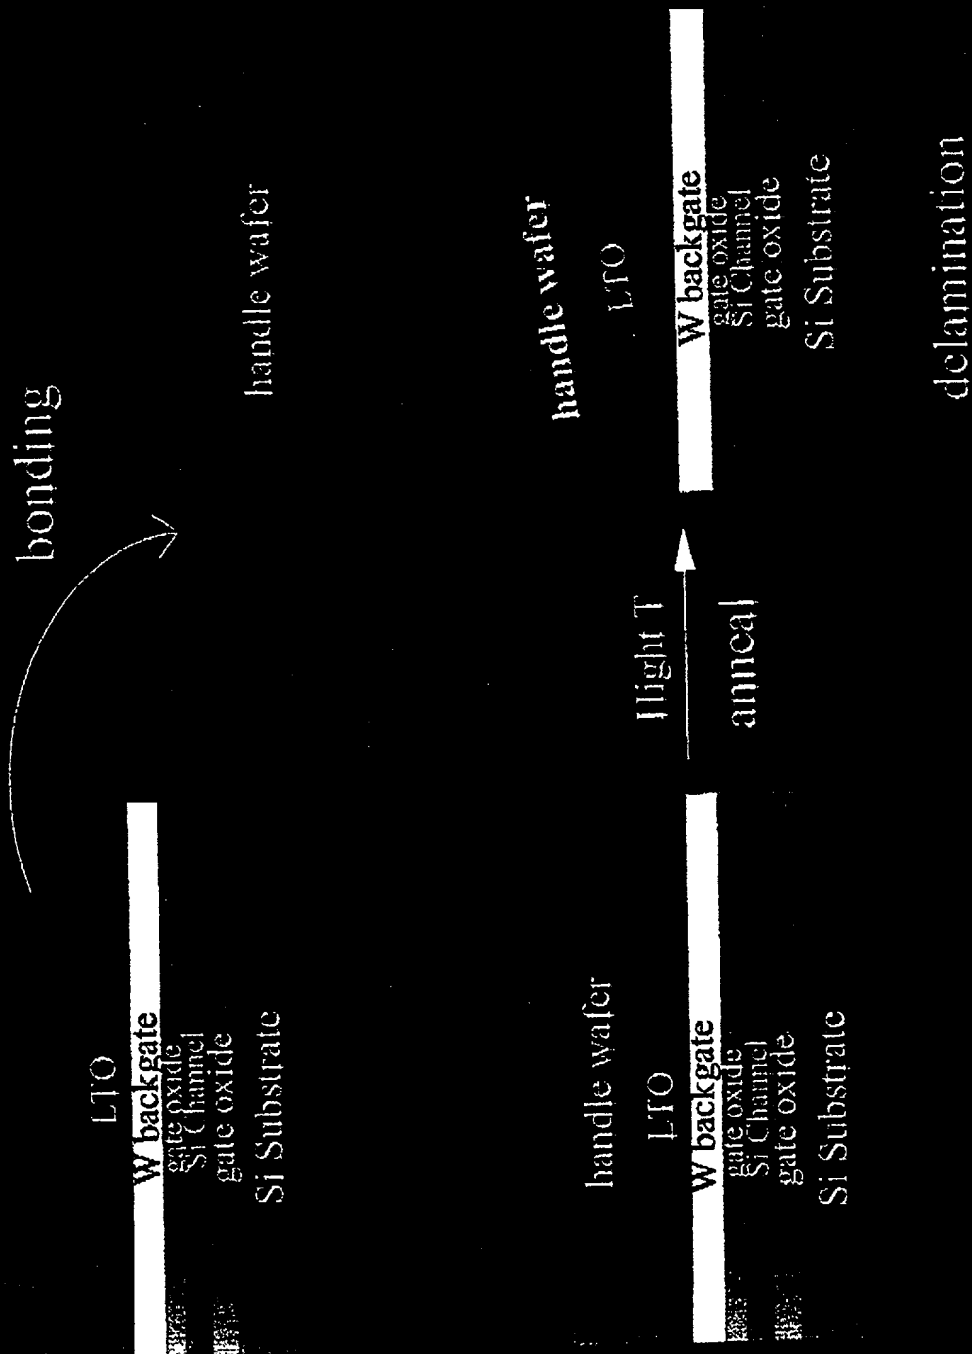 bonding
LTO
W backgate
gate oxide
Si Channel
gate oxide
Si Substrate
handle wafer
handle wafer
LTO
W backgate
gate oxide
Si Channel
gate oxide
Si Substrate
Hight T
anneal
handle wafer
LTO
W backgate
gate oxide
Si Channel
gate oxide
Si Substrate
delamination